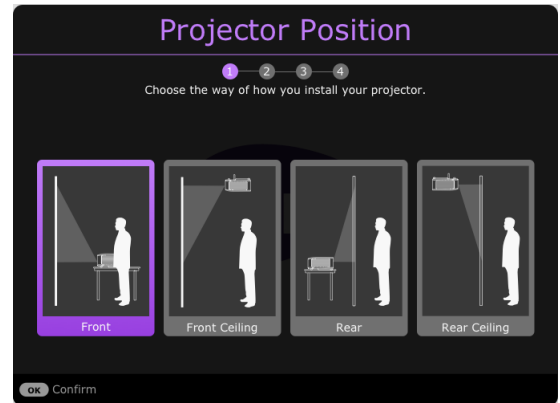 Projector Position
1 2 3 4
Choose the way of how you install your projector.
Front
Front Ceiling
Rear
Rear Ceiling
OK Confirm